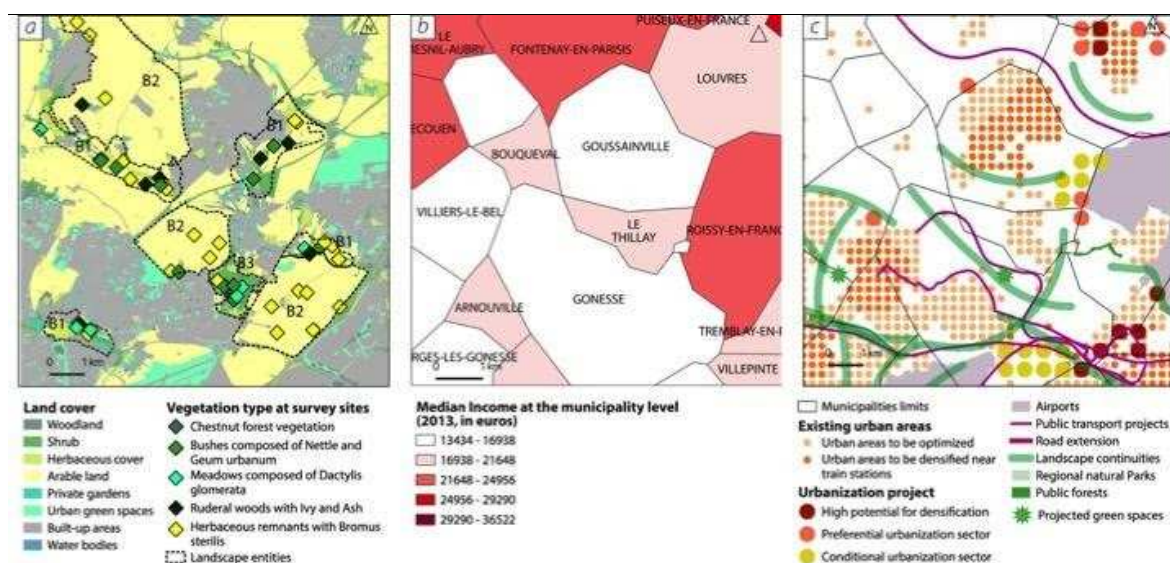 a
N
B2
B1
B1
B2
B3
B1
B2
B1
0 1 km
b
LE
MESNIL-AUBRY
FONTENAY-EN-PARISIS
PUISEUX-EN-FRANCE
LOUVRES
ECOUEN
BOUQUEVAL
GOUSSAINVILLE
VILLIERS-LE-BEL
LE
THILLAY
ROISSY-EN-FRANC
GONESSE
ARNOUVILLE
TREMBLAY-EN-F
RGES-LES-GONESSE
VILLEPINTE
0 1 km
c
N
0 1 km
Land cover
Woodland
Shrub
Herbaceous cover
Arable land
Private gardens
Urban green spaces
Built-up areas
Water bodies
Vegetation type at survey sites
Chestnut forest vegetation
Bushes composed of Nettle and
Geum urbanum
Meadows composed of Dactylis
glomerata
Ruderal woods with Ivy and Ash
Herbaceous remnants with Bromus
sterilis
Landscape entities
Median Income at the municipality level
(2013, in euros)
13434 - 16938
16938 - 21648
21648 - 24956
24956 - 29290
29290 - 36522
Municipalities limits
Existing urban areas
Urban areas to be optimized
Urban areas to be densified near
train stations
Urbanization project
High potential for densification
Preferential urbanization sector
Conditional urbanization sector
Airports
Public transport projects
Road extension
Landscape continuities
Regional natural Parks
Public forests
Projected green spaces